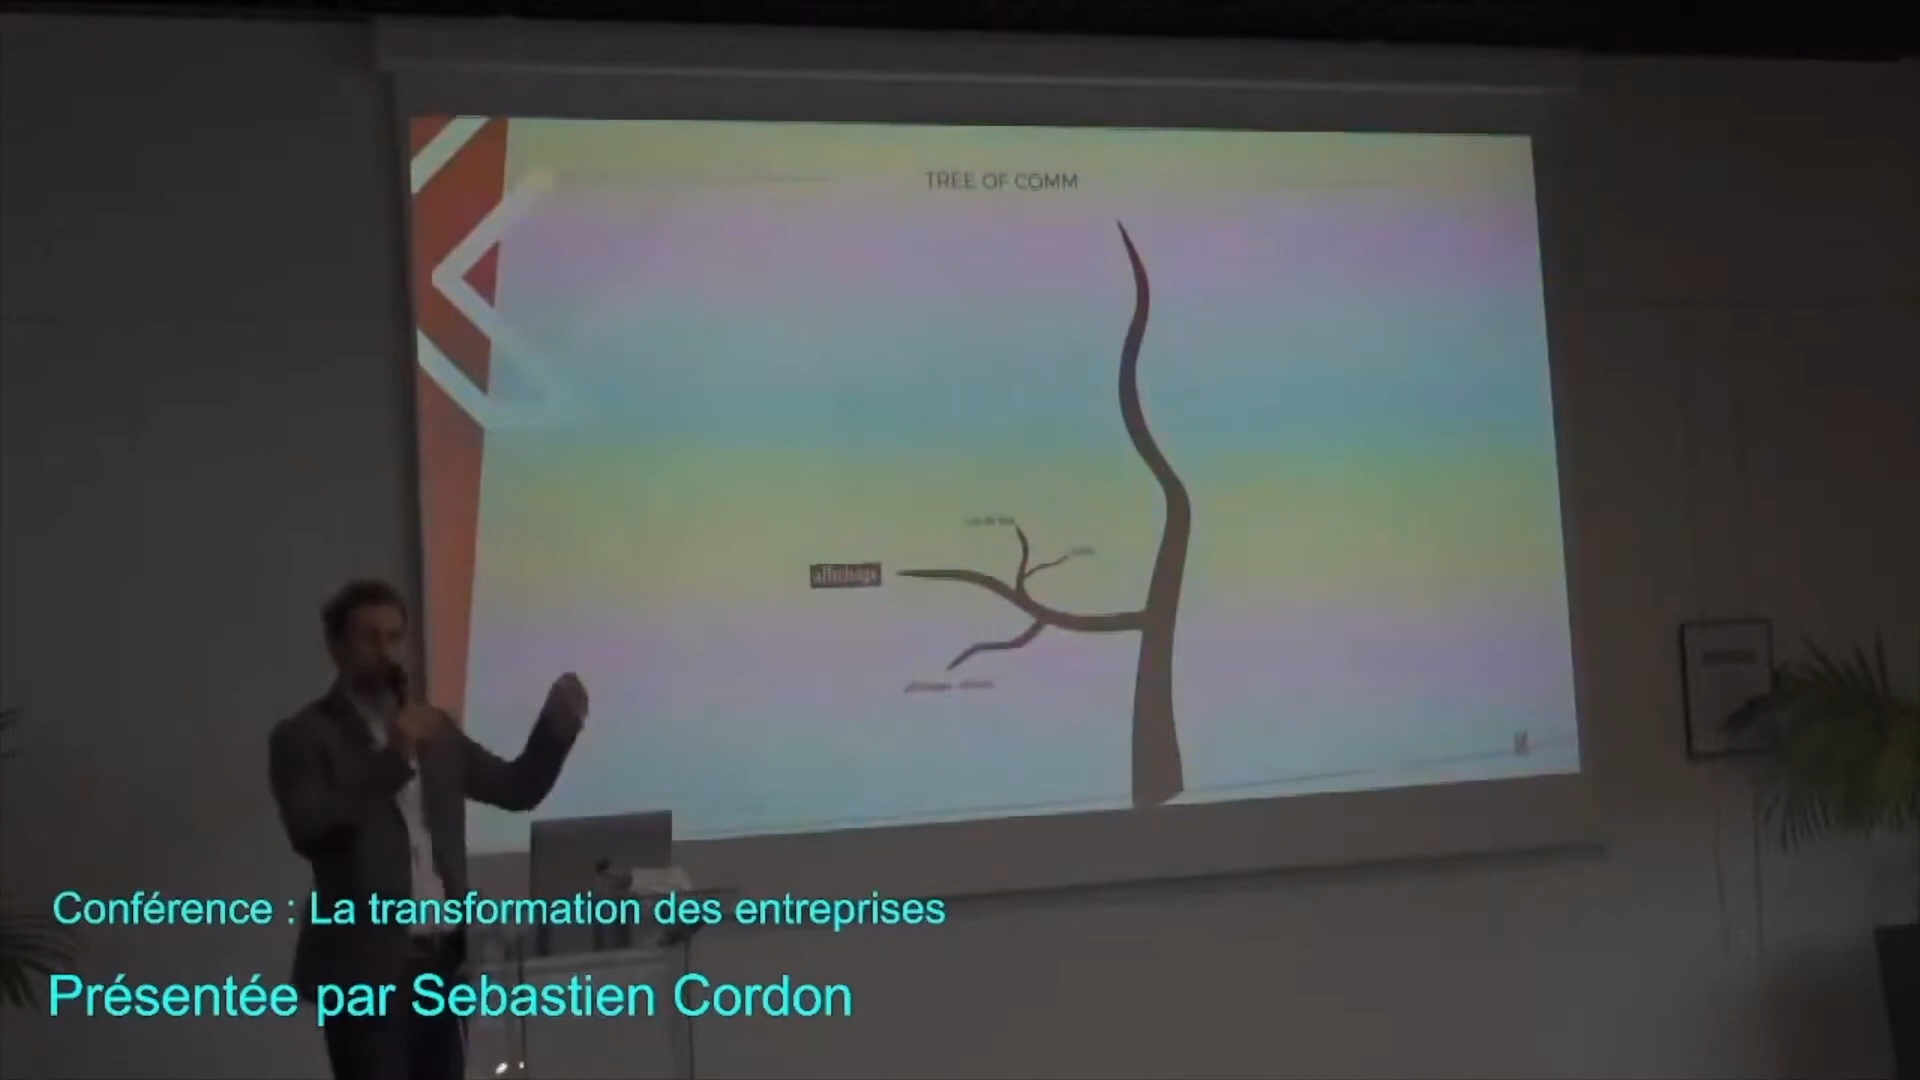 TREE OF COMM
affichage
Conférence : La transformation des entreprises
Présentée par Sebastien Cordon